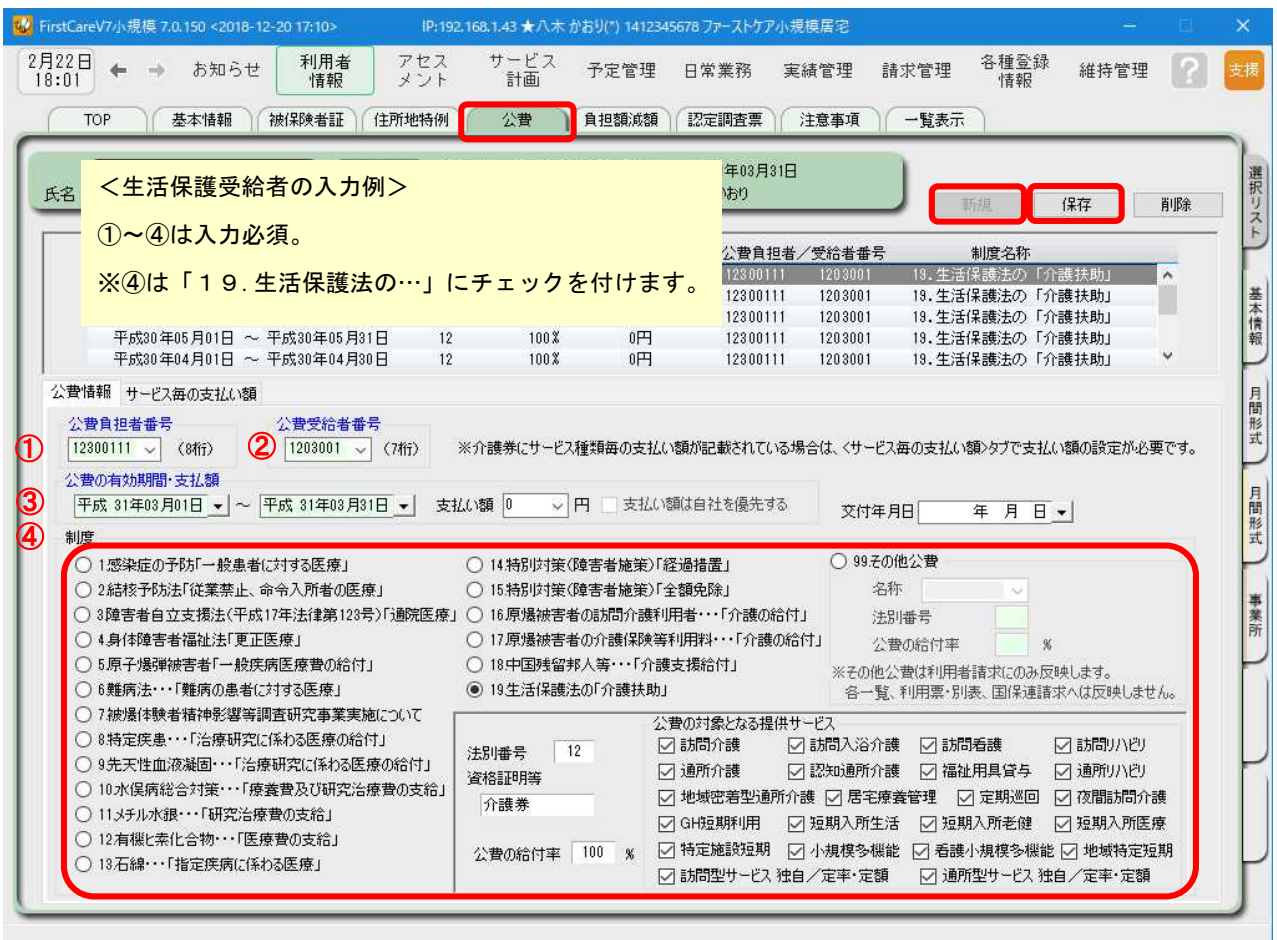 FirstCareV7小規模 7.0.150 <2018-12-20 17:10> IP:192.168.1.43 ★八木 かおり(*) 1412345678 ファーストケア小規模居宅
2月22日 18:01 お知らせ 利用者情報 アセスメント サービス計画 予定管理 日常業務 実績管理 請求管理 各種登録情報 維持管理 ? 支援
TOP 基本情報 被保険者証 住所地特例 公費 負担額減額 認定調査票 注意事項 一覧表示
氏名
年03月31日
かおり
新規 保存 削除
＜生活保護受給者の入力例＞
①～④は入力必須。
※④は「１９.生活保護法の…」にチェックを付けます。
公費負担者／受給者番号 制度名称
12300111 1203001 19.生活保護法の「介護扶助」
12300111 1203001 19.生活保護法の「介護扶助」
12300111 1203001 19.生活保護法の「介護扶助」
平成30年05月01日 ～ 平成30年05月31日 12 100% 0円 12300111 1203001 19.生活保護法の「介護扶助」
平成30年04月01日 ～ 平成30年04月30日 12 100% 0円 12300111 1203001 19.生活保護法の「介護扶助」
選択リスト
基本情報
月間形式
月間形式
事業所
公費情報 サービス毎の支払い額
公費負担者番号 公費受給者番号
① 12300111 (8桁) ② 1203001 (7桁) ※介護券にサービス種類毎の支払い額が記載されている場合は、<サービス毎の支払い額>タブで支払い額の設定が必要です。
公費の有効期間・支払額
③ 平成 31年03月01日 ～ 平成 31年03月31日 支払い額 0 円 支払い額は自社を優先する 交付年月日 年 月 日
④ 制度
1.感染症の予防「一般患者に対する医療」
2.結核予防法「従業禁止、命令入所者の医療」
3.障害者自立支援法(平成17年法律第123号)「通院医療」
4.身体障害者福祉法「更正医療」
5.原子爆弾被害者「一般疾病医療費の給付」
6.難病法・・・「難病の患者に対する医療」
7.被爆体験者精神影響等調査研究事業実施について
8.特定疾患・・・「治療研究に係わる医療の給付」
9.先天性血液凝固・・・「治療研究に係わる医療の給付」
10.水俣病総合対策・・・「療養費及び研究治療費の支給」
11.メチル水銀・・・「研究治療費の支給」
12.有機ヒ素化合物・・・「医療費の支給」
13.石綿・・・「指定疾病に係わる医療」
14.特別対策(障害者施策)「経過措置」
15.特別対策(障害者施策)「全額免除」
16.原爆被害者の訪問介護利用者・・・「介護の給付」
17.原爆被害者の介護保険等利用料・・・「介護の給付」
18.中国残留邦人等・・・「介護支援給付」
19.生活保護法の「介護扶助」
99.その他公費
名称
法別番号
公費の給付率 %
※その他公費は利用者請求にのみ反映します。
各一覧、利用票・別表、国保連請求へは反映しません。
法別番号 12
資格証明等
介護券
公費の給付率 100 %
公費の対象となる提供サービス
訪問介護 訪問入浴介護 訪問看護 訪問リハビリ
通所介護 認知通所介護 福祉用具貸与 通所リハビリ
地域密着型通所介護 居宅療養管理 定期巡回 夜間訪問介護
GH短期利用 短期入所生活 短期入所老健 短期入所医療
特定施設短期 小規模多機能 看護小規模多機能 地域特定短期
訪問型サービス 独自／定率・定額 通所型サービス 独自／定率・定額